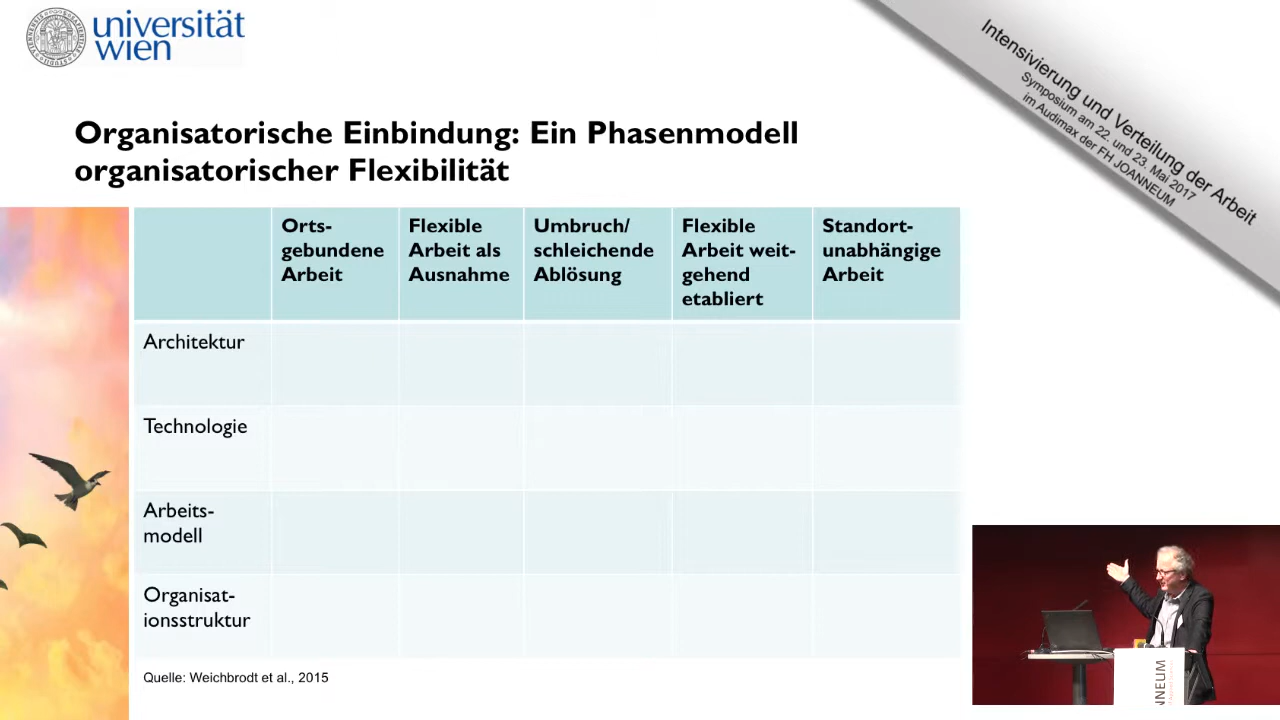 universität
wien
Intensivierung und Verteilung der Arbeit
Symposium am 22. und 23. Mai 2017
im Audimax der FH JOANNEUM
Organisatorische Einbindung: Ein Phasenmodell
organisatorischer Flexibilität
Orts-
gebundene
Arbeit
Flexible
Arbeit als
Ausnahme
Umbruch/
schleichende
Ablösung
Flexible
Arbeit weit-
gehend
etabliert
Standort-
unabhängige
Arbeit
Architektur
Technologie
Arbeits-
modell
Organisat-
ionsstruktur
Quelle: Weichbrodt et al., 2015
NNEUM